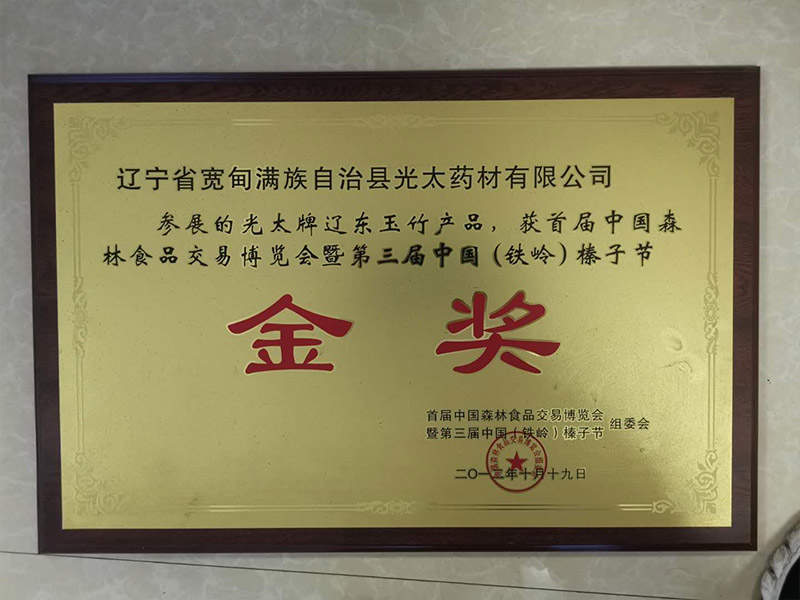 辽宁省宽甸满族自治县光太药材有限公司
参展的光太牌辽东玉竹产品，获首届中国森
林食品交易博览会暨第三届中国（铁岭）榛子节
金奖
首届中国森林食品交易博览会
暨第三届中国（铁岭）榛子节
组委会
二〇一二年十月十九日